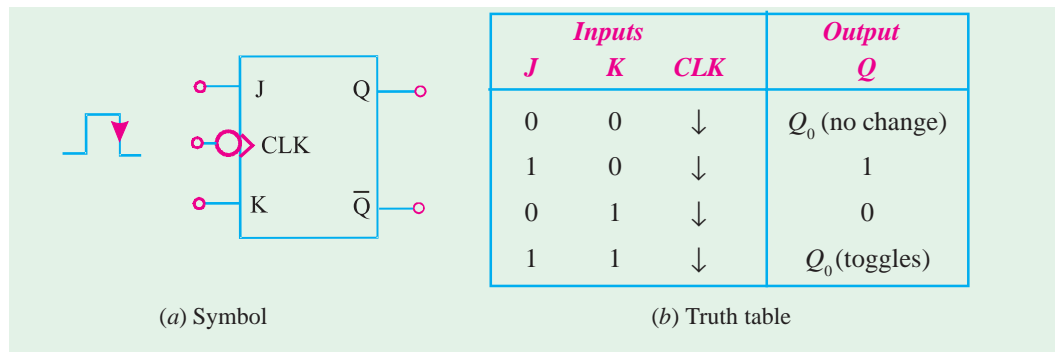 J Q
CLK
K Q̅
(a) Symbol
Inputs Output
J K CLK Q
0 0 ↓ Q₀ (no change)
1 0 ↓ 1
0 1 ↓ 0
1 1 ↓ Q₀ (toggles)
(b) Truth table